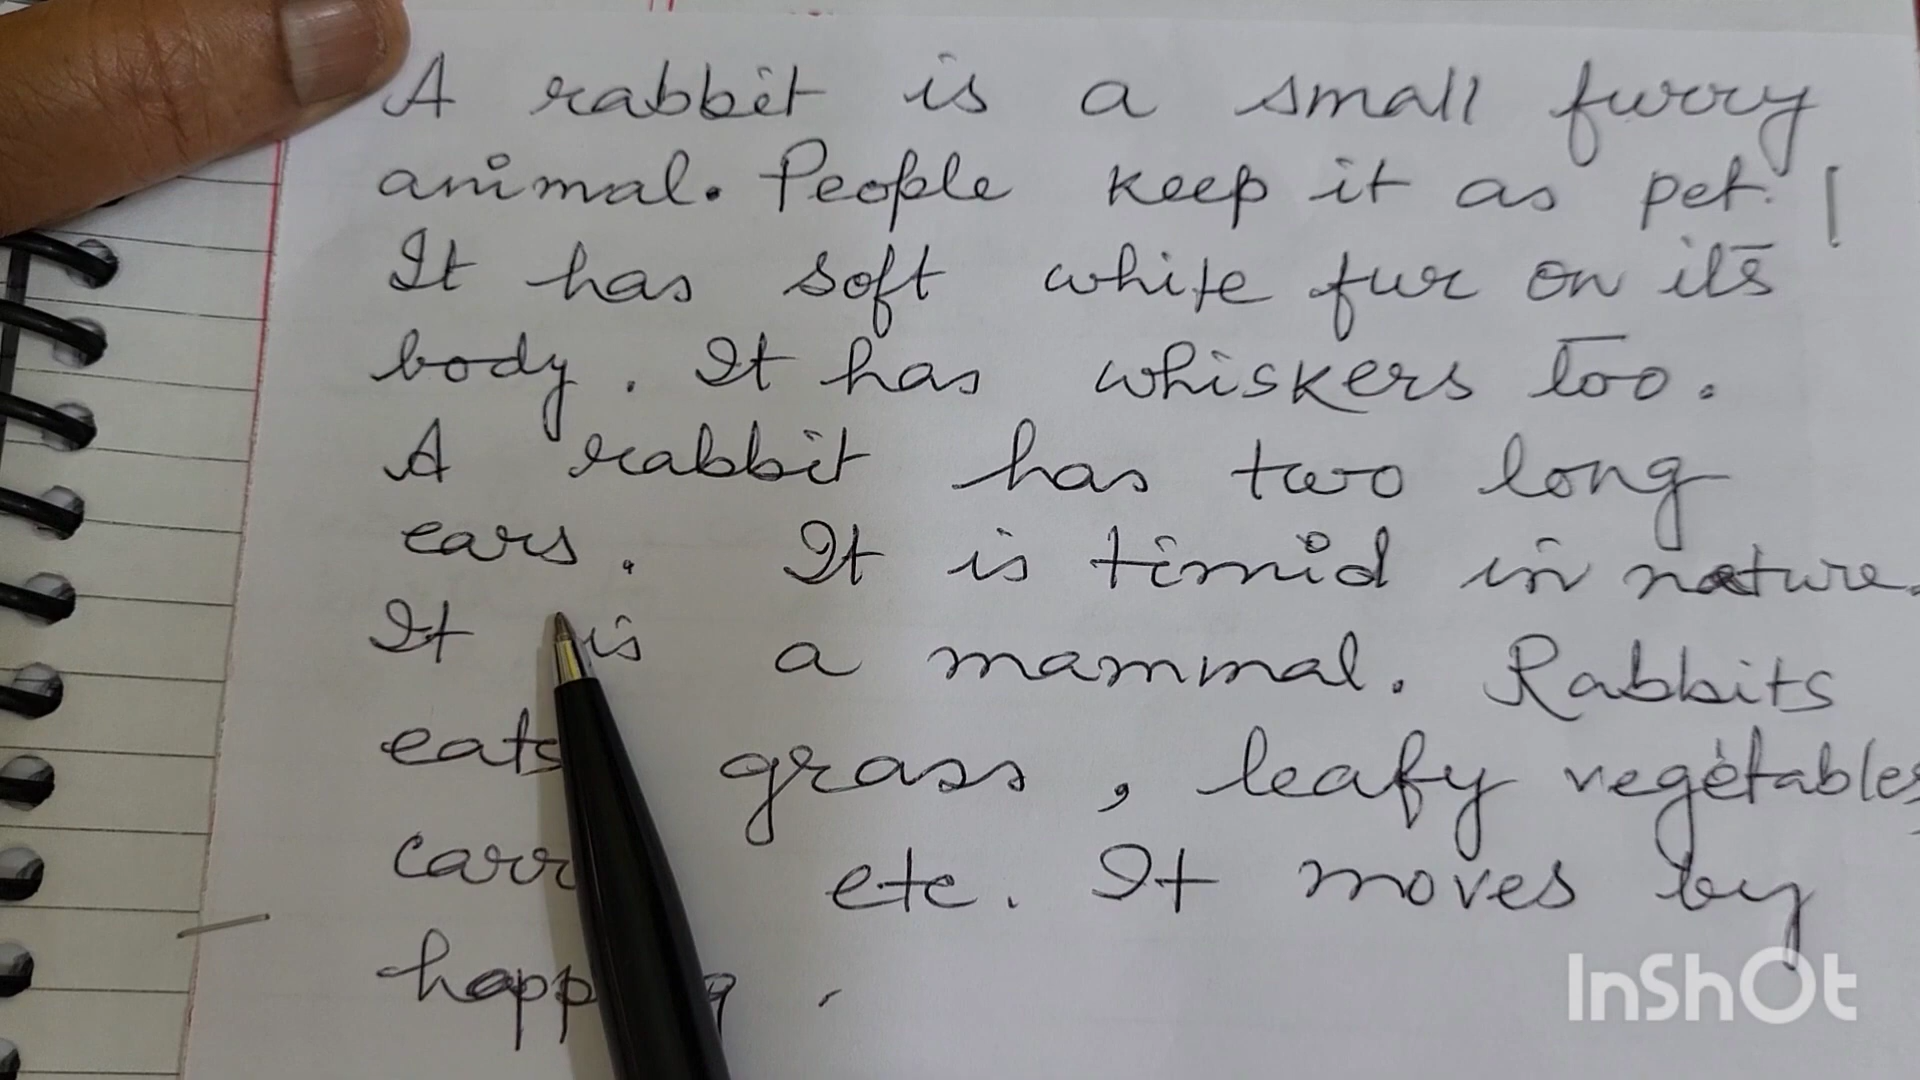 A rabbit is a small furry
animal. People keep it as pet.
It has soft white fur on its
body. It has whiskers too.
A rabbit has two long
ears. It is timid in nature.
It is a mammal. Rabbits
eats grass, leafy vegetables,
etc. It moves by
InShOt